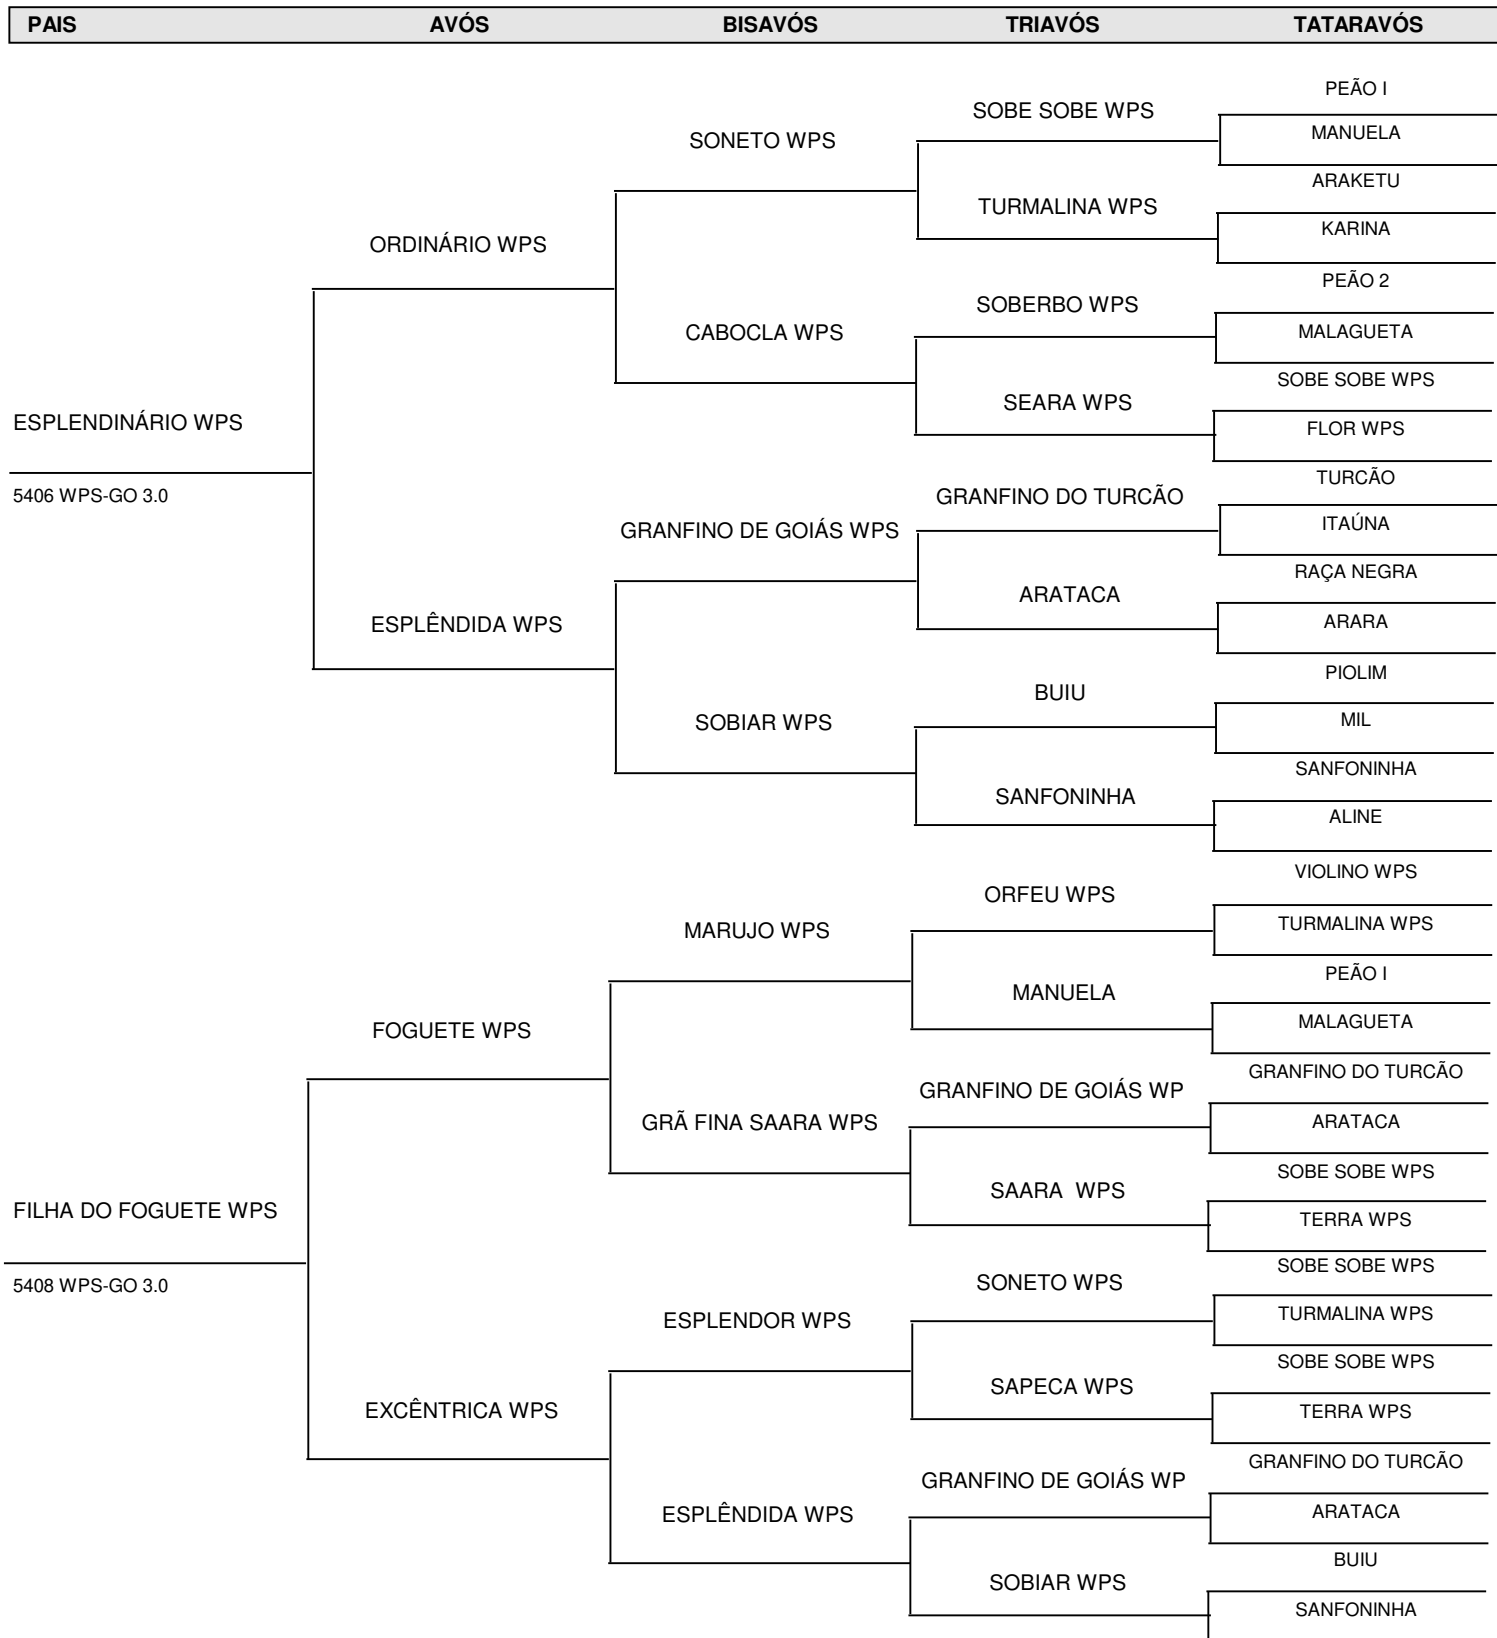 PAIS AVÓS BISAVÓS TRIAVÓS TATARAVÓS
PEÃO I
SOBE SOBE WPS
MANUELA
SONETO WPS
ARAKETU
TURMALINA WPS
KARINA
ORDINÁRIO WPS
PEÃO 2
SOBERBO WPS
MALAGUETA
CABOCLA WPS
SOBE SOBE WPS
SEARA WPS
FLOR WPS
ESPLENDINÁRIO WPS
5406 WPS-GO 3.0
TURCÃO
GRANFINO DO TURCÃO
ITAÚNA
GRANFINO DE GOIÁS WPS
RAÇA NEGRA
ARATACA
ARARA
ESPLÊNDIDA WPS
PIOLIM
BUIU
MIL
SOBIAR WPS
SANFONINHA
SANFONINHA
ALINE
VIOLINO WPS
ORFEU WPS
TURMALINA WPS
MARUJO WPS
PEÃO I
MANUELA
MALAGUETA
FOGUETE WPS
GRANFINO DO TURCÃO
GRANFINO DE GOIÁS WP
ARATACA
GRÃ FINA SAARA WPS
SOBE SOBE WPS
SAARA WPS
TERRA WPS
FILHA DO FOGUETE WPS
5408 WPS-GO 3.0
SOBE SOBE WPS
SONETO WPS
TURMALINA WPS
ESPLENDOR WPS
SOBE SOBE WPS
SAPECA WPS
TERRA WPS
EXCÊNTRICA WPS
GRANFINO DO TURCÃO
GRANFINO DE GOIÁS WP
ARATACA
ESPLÊNDIDA WPS
BUIU
SOBIAR WPS
SANFONINHA